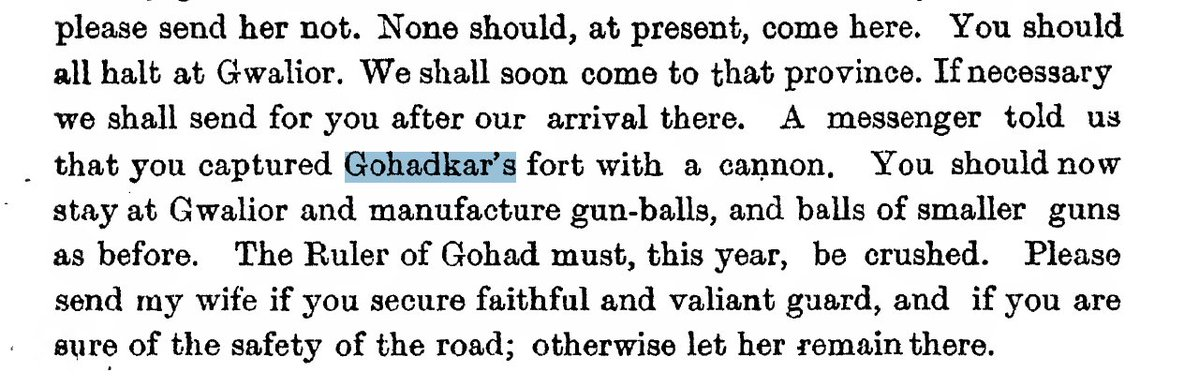 please send her not. None should, at present, come here. You should
all halt at Gwalior. We shall soon come to that province. If necessary
we shall send for you after our arrival there. A messenger told us
that you captured Gohadkar's fort with a cannon. You should now
stay at Gwalior and manufacture gun-balls, and balls of smaller guns
as before. The Ruler of Gohad must, this year, be crushed. Please
send my wife if you secure faithful and valiant guard, and if you are
sure of the safety of the road; otherwise let her remain there.